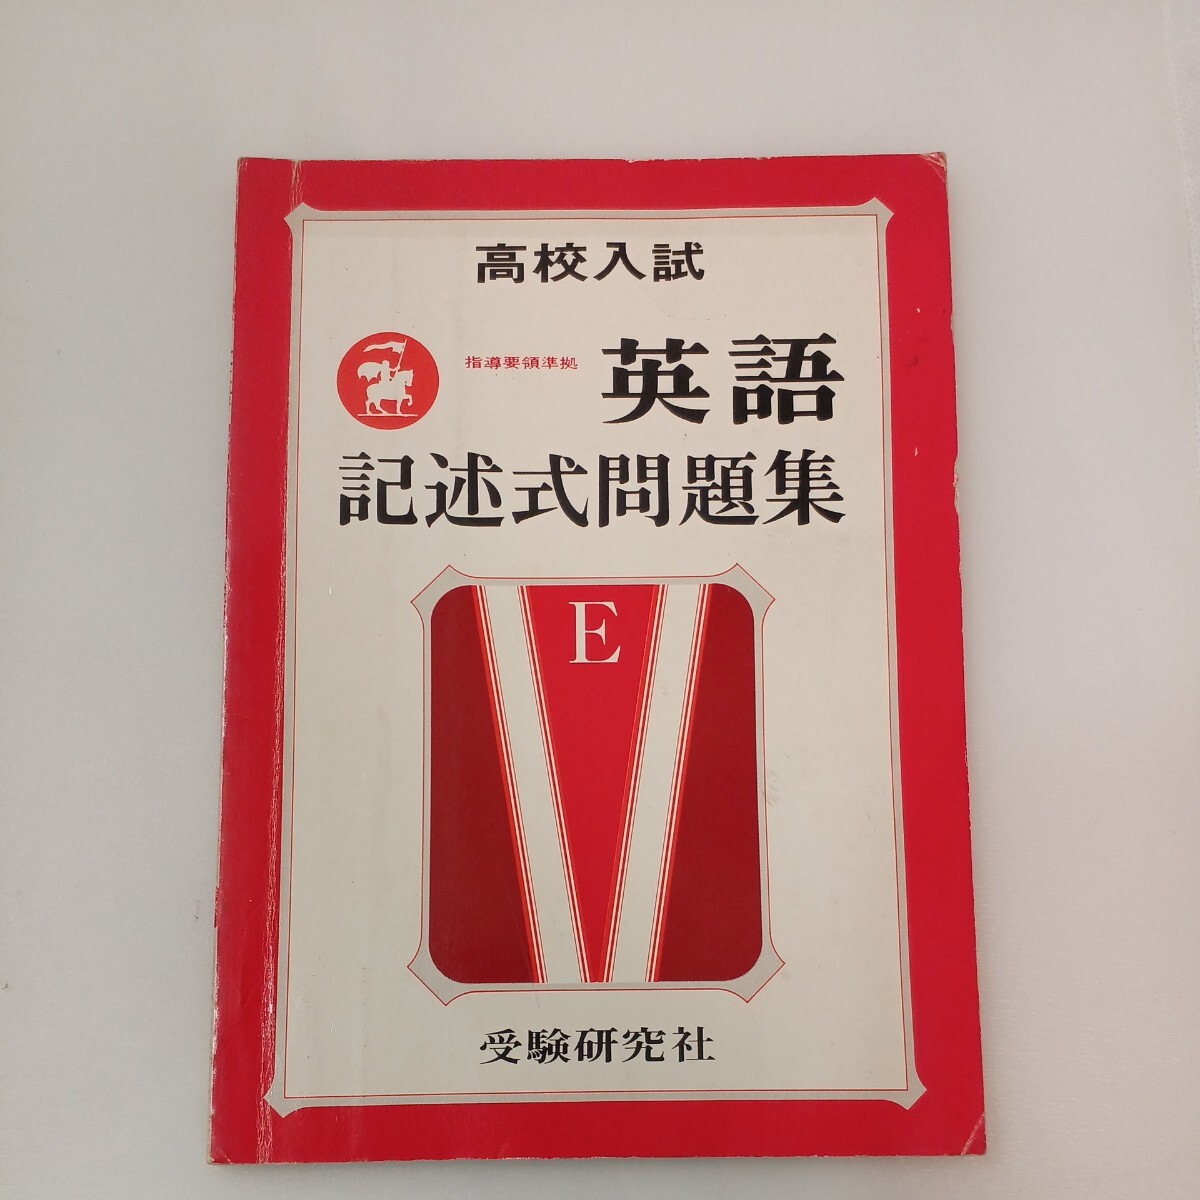 高校入試
指導要領準拠 英語
記述式問題集
E
受験研究社